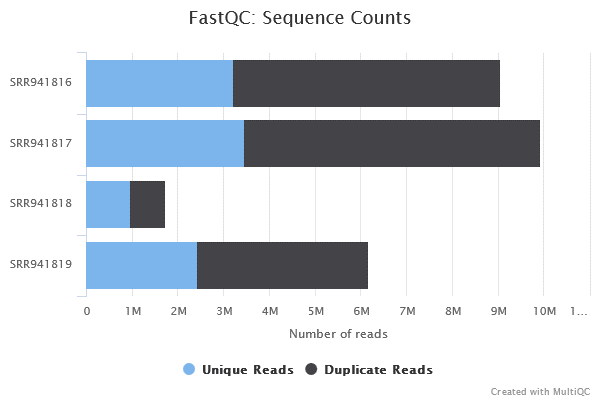 FastQC: Sequence Counts
SRR941816
SRR941817
SRR941818
SRR941819
0 1M 2M 3M 4M 5M 6M 7M 8M 9M 10M 1...
Number of reads
Unique Reads Duplicate Reads
Created with MultiQC